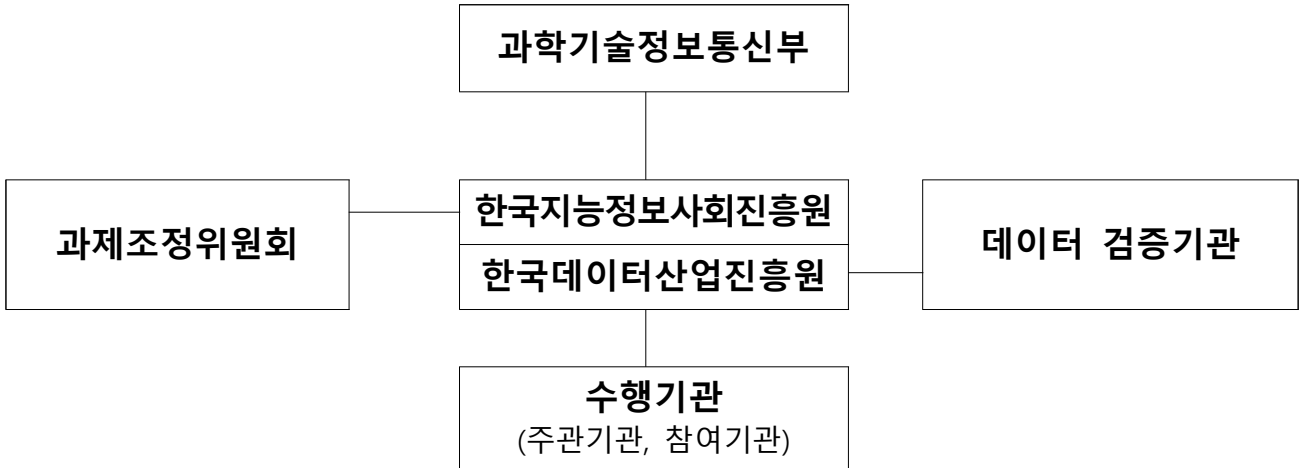 과학기술정보통신부
과제조정위원회
한국지능정보사회진흥원
한국데이터산업진흥원
데이터 검증기관
수행기관
(주관기관, 참여기관)